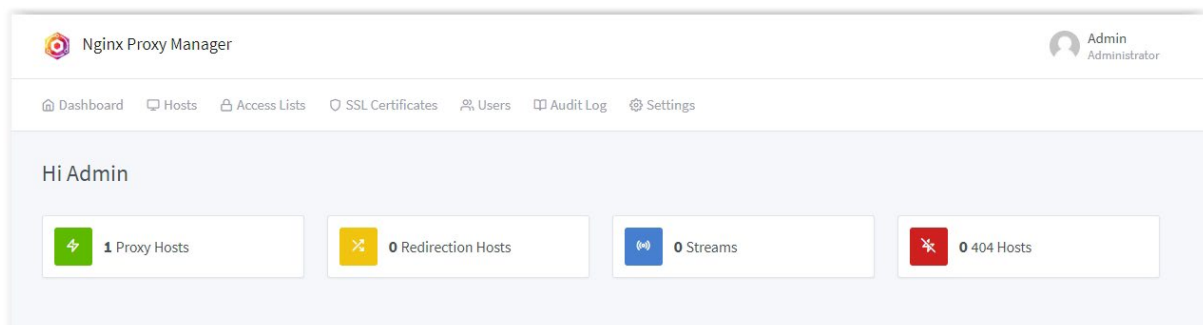 Nginx Proxy Manager
Admin
Administrator
Dashboard Hosts Access Lists SSL Certificates Users Audit Log Settings
Hi Admin
1 Proxy Hosts 0 Redirection Hosts 0 Streams 0 404 Hosts